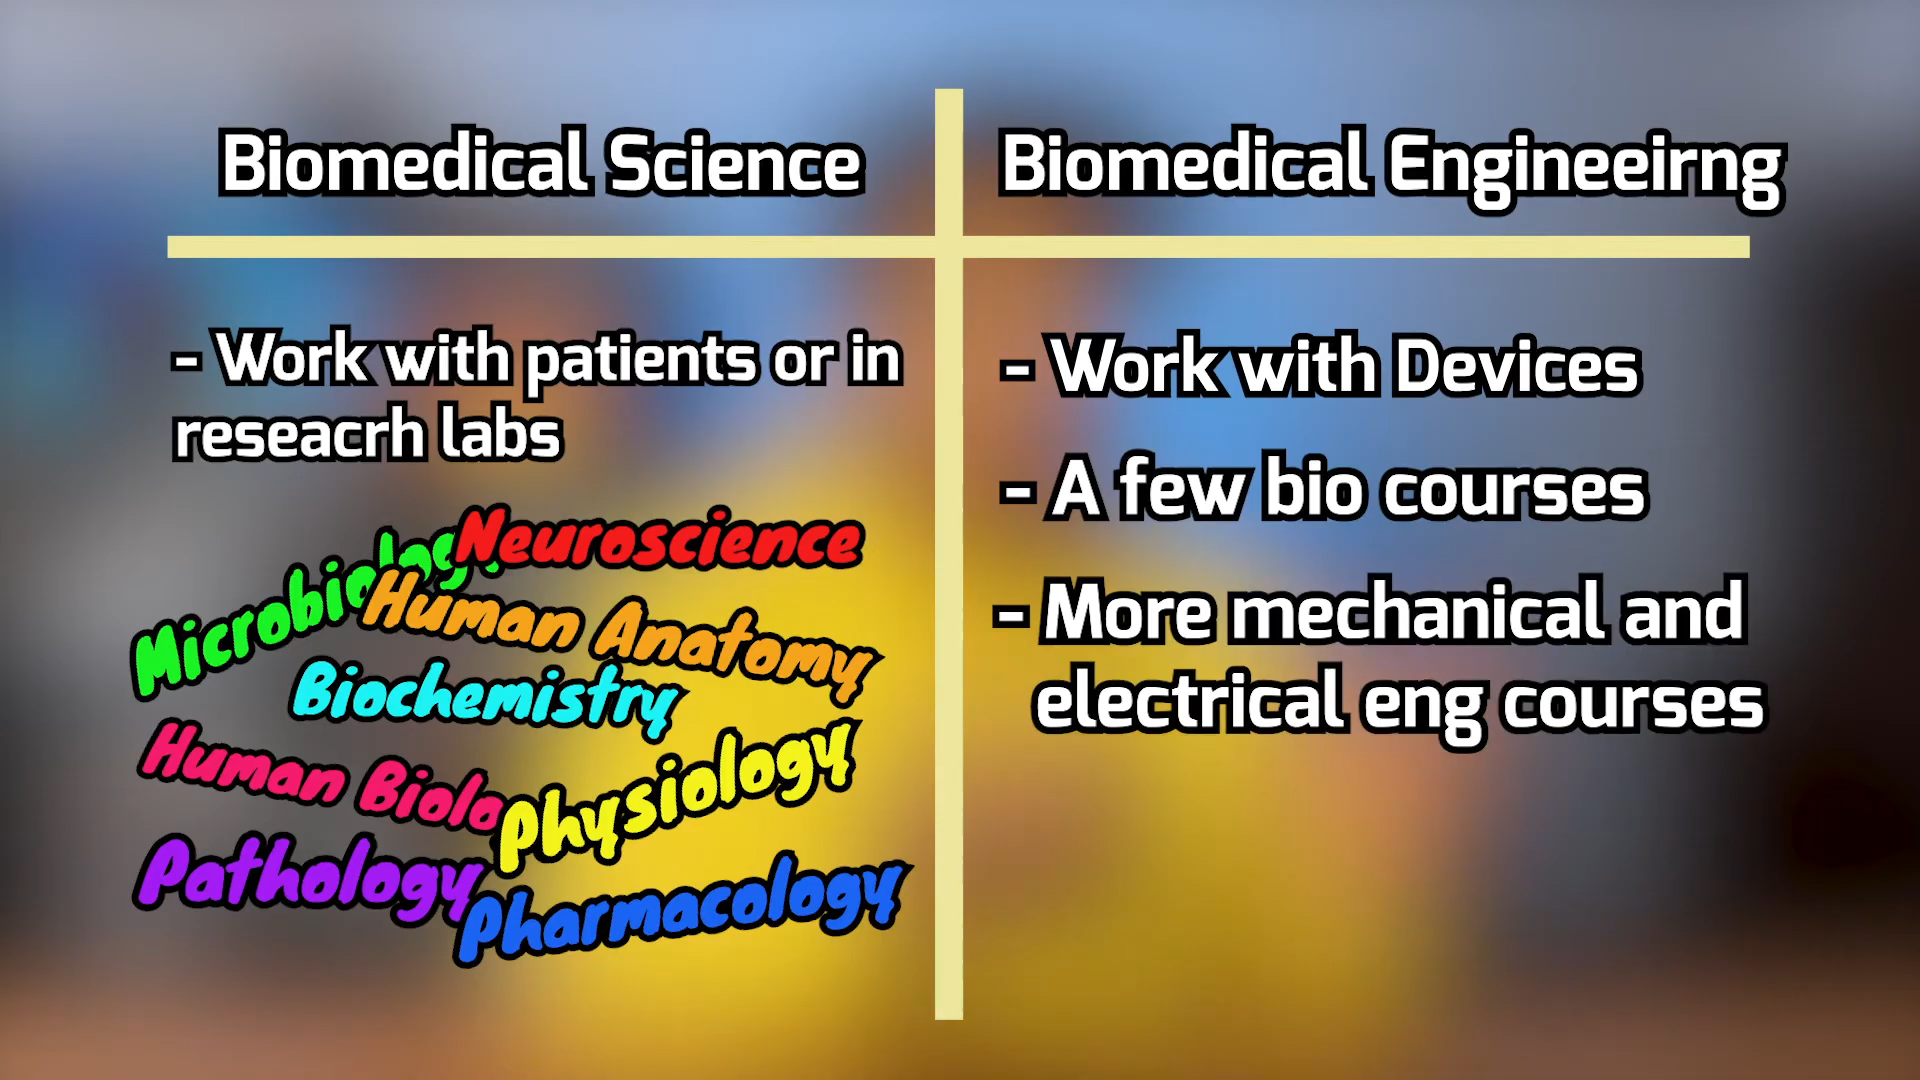 Biomedical Science
- Work with patients or in
reseacrh labs
Neuroscience
Human Anatomy
Biochemistry
Human
Physiology
Pathology
Pharmacology
Biomedical Engineeirng
- Work with Devices
- A few bio courses
- More mechanical and
electrical eng courses